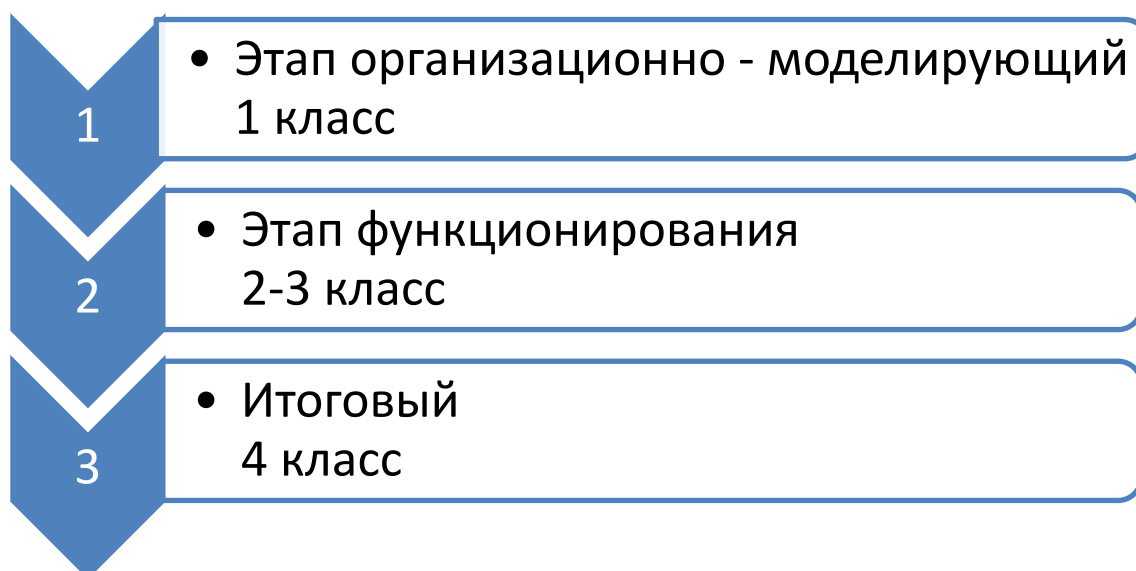 1
• Этап организационно - моделирующий
1 класс
2
• Этап функционирования
2-3 класс
3
• Итоговый
4 класс